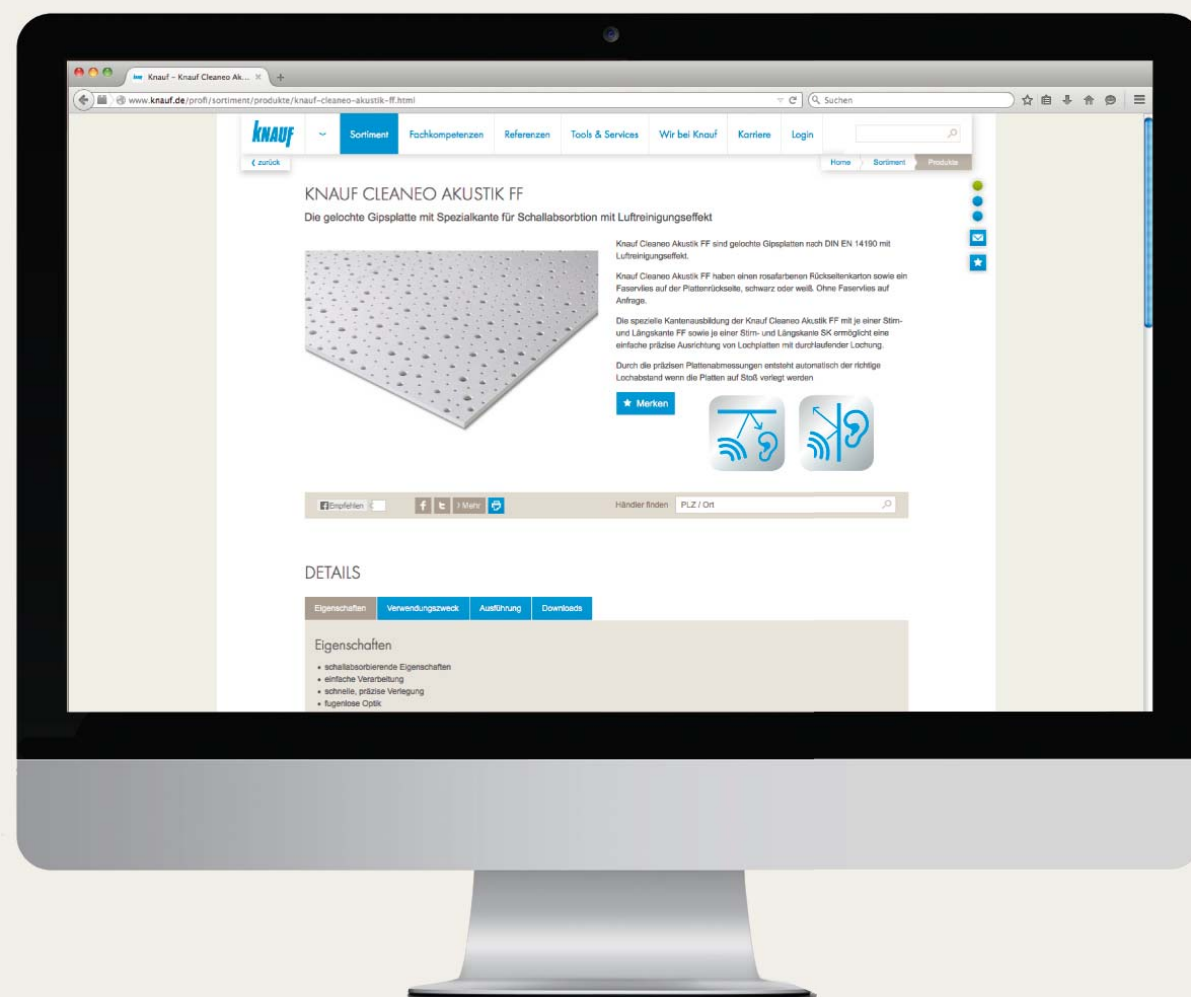 Knauf – Knauf Cleaneo Ak...
www.knauf.de/profi/sortiment/produkte/knauf-cleaneo-akustik-ff.html
Suchen
KNAUF
Sortiment Fachkompetenzen Referenzen Tools & Services Wir bei Knauf Karriere Login
zurück
Home Sortiment Produkte
KNAUF CLEANEO AKUSTIK FF
Die gelochte Gipsplatte mit Spezialkante für Schallabsorbtion mit Luftreinigungseffekt
Knauf Cleaneo Akustik FF sind gelochte Gipsplatten nach DIN EN 14190 mit
Luftreinigungseffekt.
Knauf Cleaneo Akustik FF haben einen rosafarbenen Rückseitenkarton sowie ein
Faservlies auf der Plattenrückseite, schwarz oder weiß. Ohne Faservlies auf
Anfrage.
Die spezielle Kantenausbildung der Knauf Cleaneo Akustik FF mit je einer Stirn-
und Längskante FF sowie je einer Stirn- und Längskante SK ermöglicht eine
einfache präzise Ausrichtung von Lochplatten mit durchlaufender Lochung.
Durch die präzisen Plattenabmessungen entsteht automatisch der richtige
Lochabstand wenn die Platten auf Stoß verlegt werden
Merken
Empfehlen
Mehr
Händler finden PLZ / Ort
DETAILS
Eigenschaften Verwendungszweck Ausführung Downloads
Eigenschaften
• schallabsorbierende Eigenschaften
• einfache Verarbeitung
• schnelle, präzise Verlegung
• fugenlose Optik